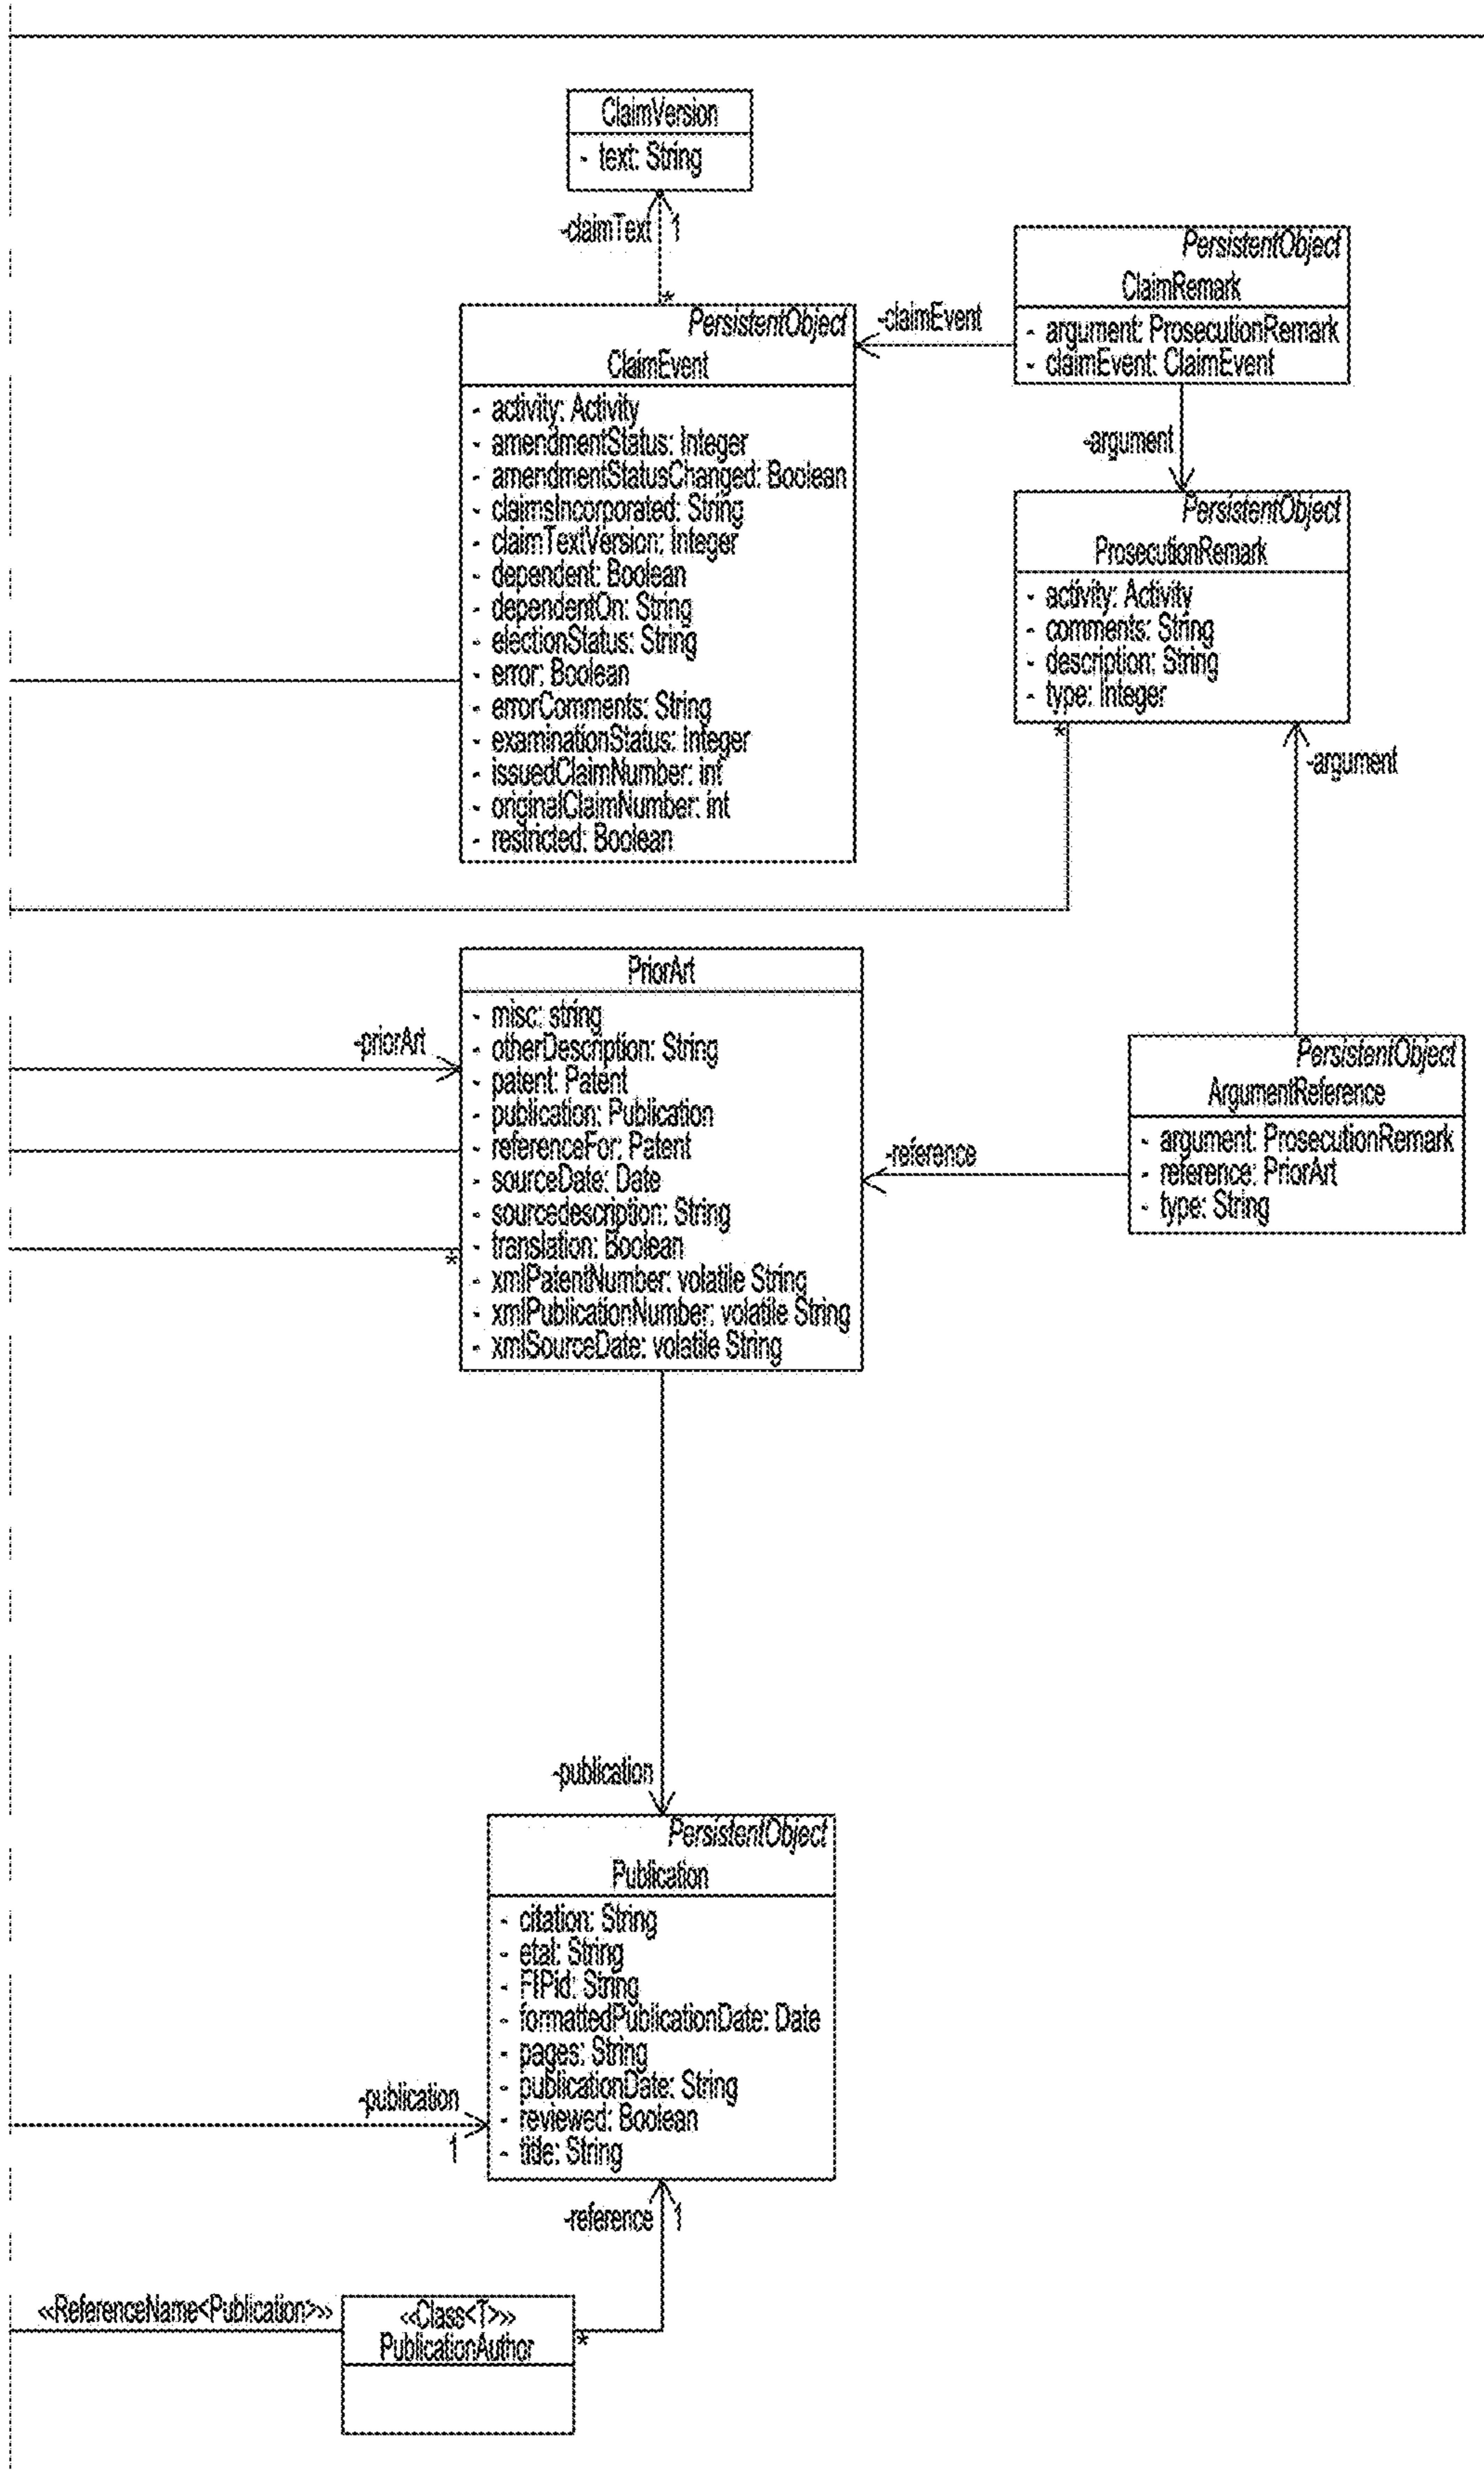 ClaimVersion
- text: String
-claimText 1
*
PersistentObject
ClaimEvent
- activity: Activity
- amendmentStatus: Integer
- amendmentStatusChanged: Boolean
- claimsIncorporated: String
- claimTextVersion: Integer
- dependent: Boolean
- dependentOn: String
- electionStatus: String
- error: Boolean
- errorComments: String
- examinationStatus: Integer
- issuedClaimNumber: int
- originalClaimNumber: int
- restricted: Boolean
-claimEvent
PersistentObject
ClaimRemark
- argument: ProsecutionRemark
- claimEvent: ClaimEvent
-argument
PersistentObject
ProsecutionRemark
- activity: Activity
- comments: String
- description: String
- type: Integer
*
-argument
PriorArt
- misc: string
- otherDescription: String
- patent: Patent
- publication: Publication
- referenceFor: Patent
- sourceDate: Date
- sourcedescription: String
- translation: Boolean
- xmlPatentNumber: volatile String
- xmlPublicationNumber: volatile String
- xmlSourceDate: volatile String
-priorArt
*
-reference
PersistentObject
ArgumentReference
- argument: ProsecutionRemark
- reference: PriorArt
- type: String
-publication
PersistentObject
Publication
- citation: String
- etal: String
- FIPid: String
- formattedPublicationDate: Date
- pages: String
- publicationDate: String
- reviewed: Boolean
- title: String
-publication
1
-reference 1
«ReferenceName<Publication>»
«Class<T>»
PublicationAuthor
*